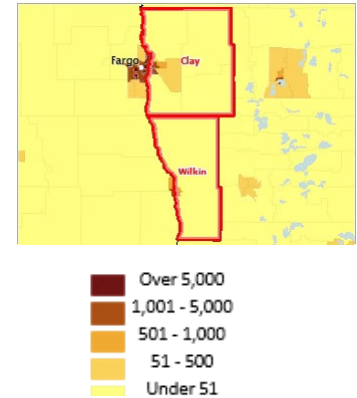 Fargo
Clay
Wilkin
Over 5,000
1,001 - 5,000
501 - 1,000
51 - 500
Under 51